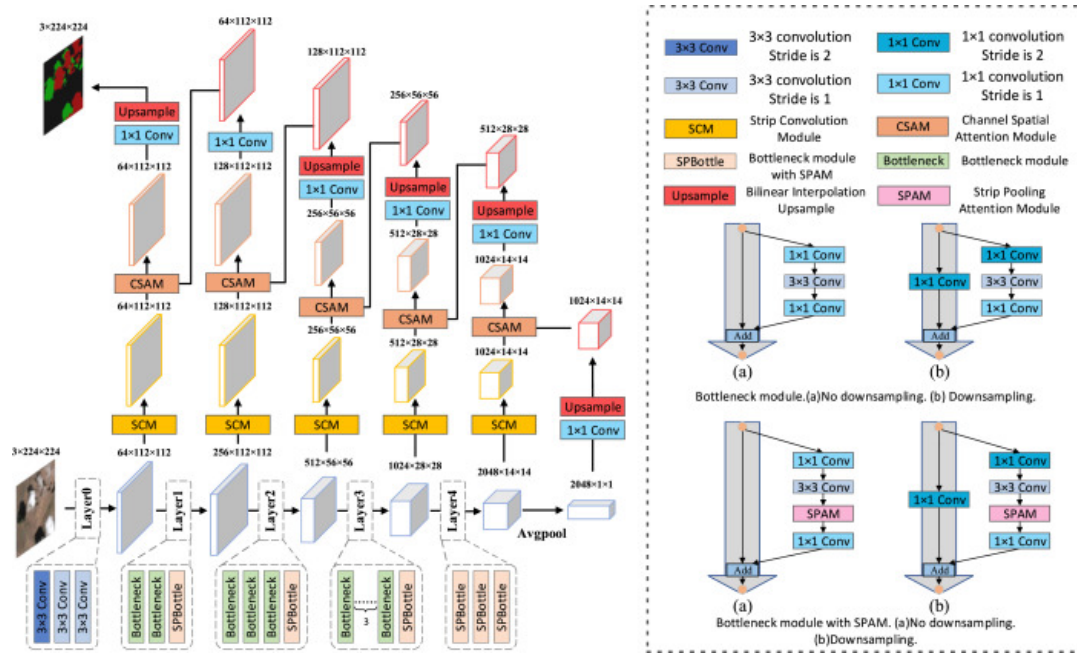 3×224×224
64×112×112
128×112×112
256×56×56
512×28×28
Upsample
1×1 Conv
64×112×112
1×1 Conv
128×112×112
Upsample
1×1 Conv
256×56×56
Upsample
1×1 Conv
512×28×28
Upsample
1×1 Conv
1024×14×14
1024×14×14
CSAM
CSAM
CSAM
CSAM
CSAM
64×112×112
128×112×112
256×56×56
512×28×28
1024×14×14
Upsample
1×1 Conv
SCM
SCM
SCM
SCM
SCM
3×224×224
64×112×112
256×112×112
512×56×56
1024×28×28
2048×14×14
2048×1×1
Layer0
Layer1
Layer2
Layer3
Layer4
Avgpool
3×3 Conv
3×3 Conv
3×3 Conv
Bottleneck
Bottleneck
SPBottle
Bottleneck
Bottleneck
Bottleneck
SPBottle
Bottleneck
......
3
Bottleneck
SPBottle
SPBottle
SPBottle
SPBottle
3×3 Conv
3×3 convolution
Stride is 2
1×1 Conv
1×1 convolution
Stride is 2
3×3 Conv
3×3 convolution
Stride is 1
1×1 Conv
1×1 convolution
Stride is 1
SCM
Strip Convolution
Module
CSAM
Channel Spatial
Attention Module
SPBottle
Bottleneck module
with SPAM
Bottleneck
Bottleneck module
Upsample
Bilinear Interpolation
Upsample
SPAM
Strip Pooling
Attention Module
1×1 Conv
3×3 Conv
1×1 Conv
Add
(a)
1×1 Conv
1×1 Conv
3×3 Conv
1×1 Conv
Add
(b)
Bottleneck module.(a)No downsampling. (b) Downsampling.
1×1 Conv
3×3 Conv
SPAM
1×1 Conv
Add
(a)
1×1 Conv
1×1 Conv
3×3 Conv
SPAM
1×1 Conv
Add
(b)
Bottleneck module with SPAM. (a)No downsampling.
(b)Downsampling.